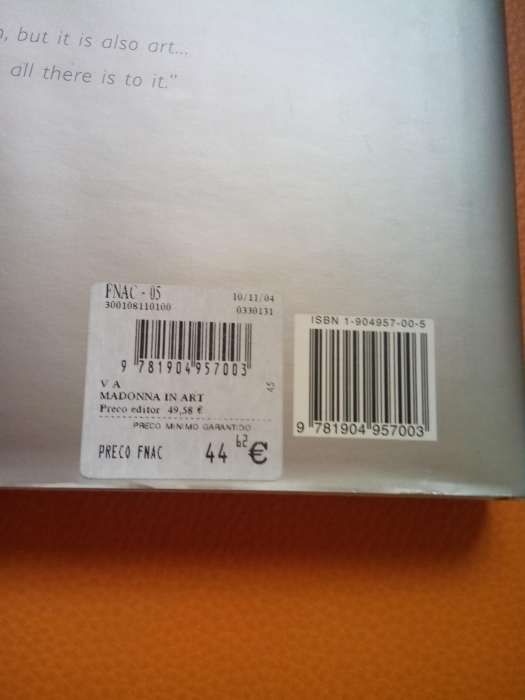 , but it is also art...
all there is to it."
FNAC - 05 10/11/04
300108110100 0330131
9 781904 957003
45
V A
MADONNA IN ART
Preco editor 49,58 €
PRECO MINIMO GARANTIDO
PRECO FNAC 44 62 €
ISBN 1-904957-00-5
9 781904 957003